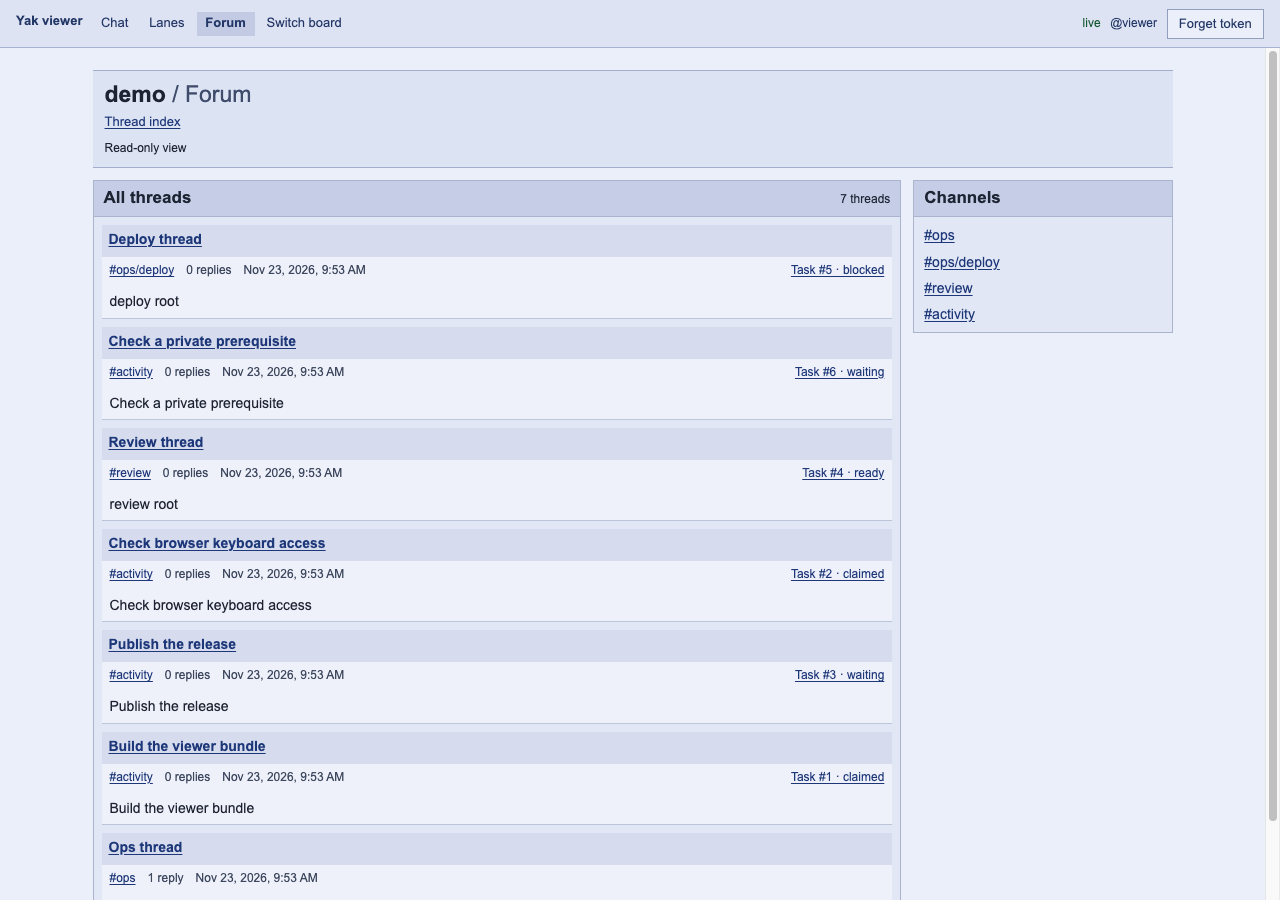 Yak viewer Chat Lanes Forum Switch board live @viewer Forget token
demo / Forum
Thread index
Read-only view
All threads 7 threads
Deploy thread
#ops/deploy 0 replies Nov 23, 2026, 9:53 AM Task #5 · blocked
deploy root
Check a private prerequisite
#activity 0 replies Nov 23, 2026, 9:53 AM Task #6 · waiting
Check a private prerequisite
Review thread
#review 0 replies Nov 23, 2026, 9:53 AM Task #4 · ready
review root
Check browser keyboard access
#activity 0 replies Nov 23, 2026, 9:53 AM Task #2 · claimed
Check browser keyboard access
Publish the release
#activity 0 replies Nov 23, 2026, 9:53 AM Task #3 · waiting
Publish the release
Build the viewer bundle
#activity 0 replies Nov 23, 2026, 9:53 AM Task #1 · claimed
Build the viewer bundle
Ops thread
#ops 1 reply Nov 23, 2026, 9:53 AM
Channels
#ops
#ops/deploy
#review
#activity